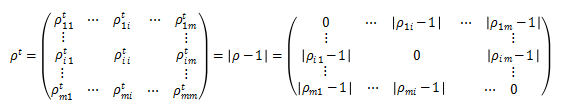 ρ^t = ( ρ^t_11 ⋯ ρ^t_1i ⋯ ρ^t_1m ) = |ρ − 1| = ( 0 ⋯ |ρ_1i − 1| ⋯ |ρ_1m − 1| )
⋮ ⋮ ⋮ ⋮
ρ^t_i1 ρ^t_ii ρ^t_im |ρ_i1 − 1| 0 |ρ_im − 1|
⋮ ⋮ ⋮ ⋮
ρ^t_m1 ⋯ ρ^t_mi ⋯ ρ^t_mm |ρ_m1 − 1| ⋯ |ρ_mi − 1| ⋯ 0